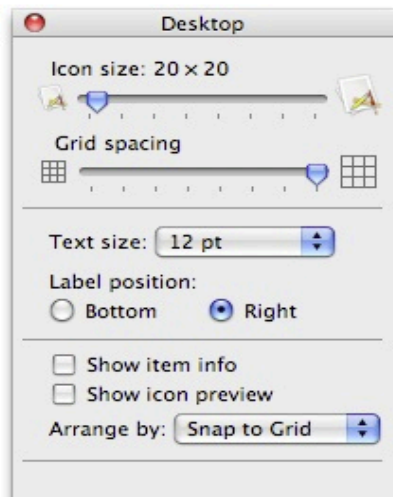 Desktop
Icon size: 20 × 20
Grid spacing
Text size: 12 pt
Label position:
Bottom Right
Show item info
Show icon preview
Arrange by: Snap to Grid